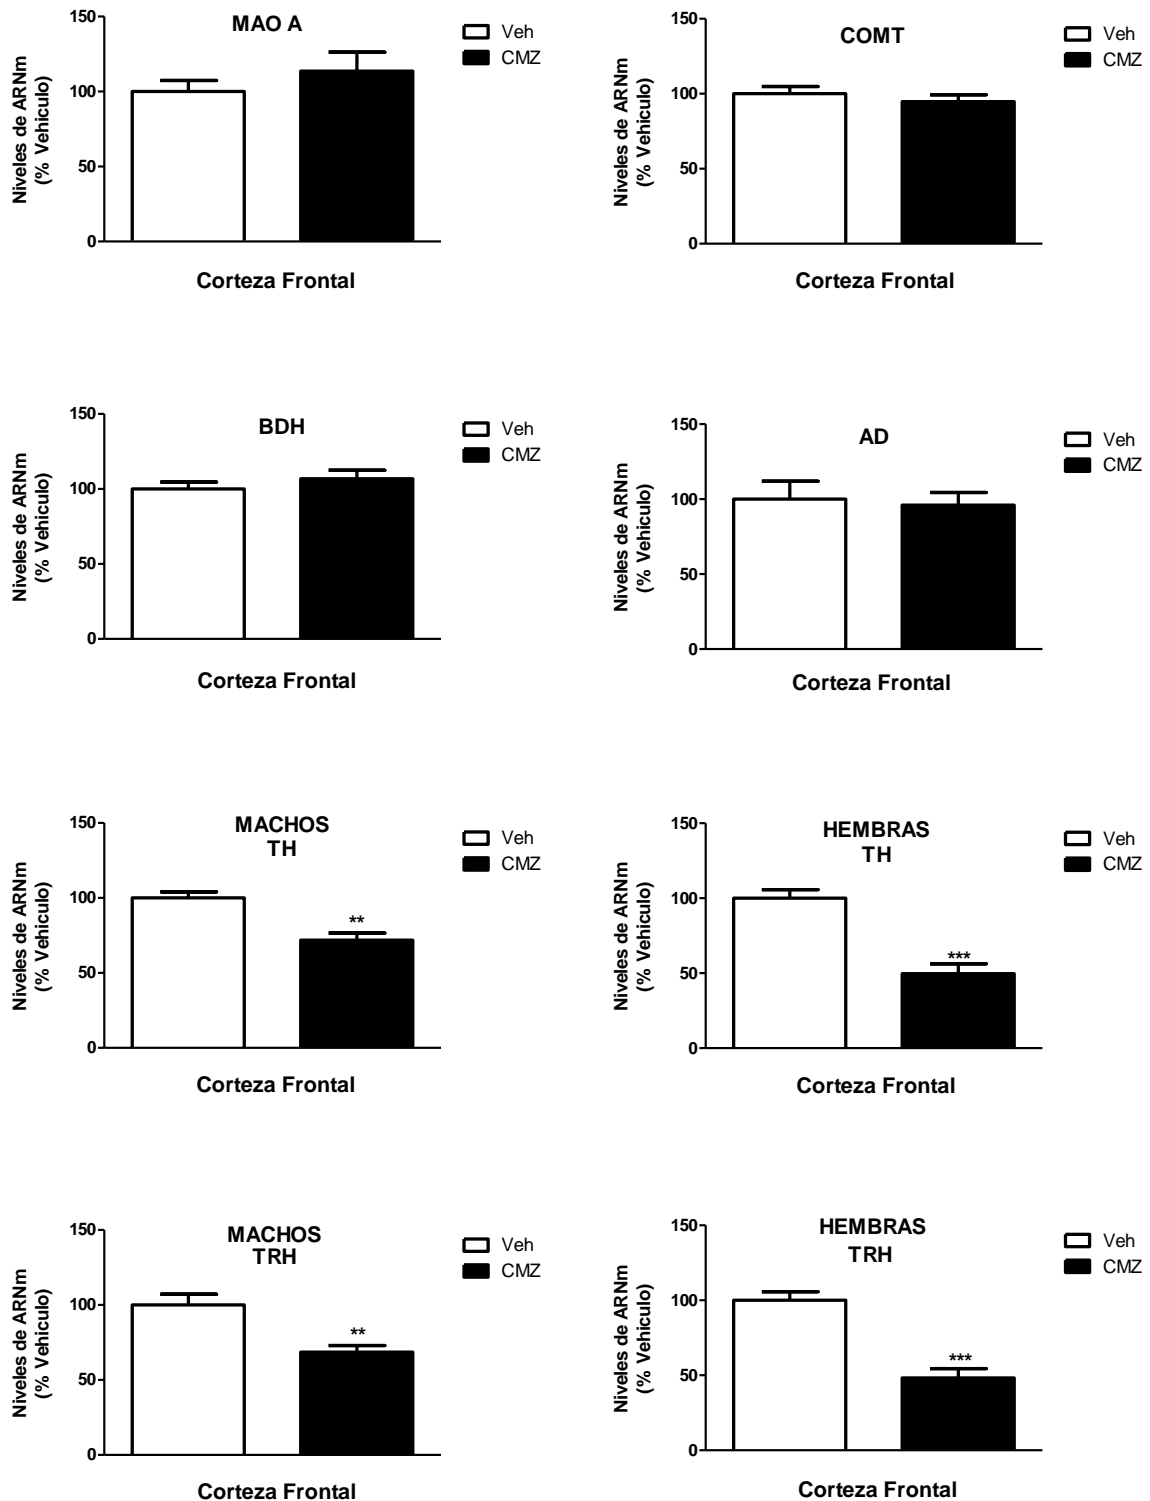 MAO A
Veh
CMZ
Niveles de ARNm
(% Vehiculo)
150
100
50
0
Corteza Frontal
COMT
Veh
CMZ
Niveles de ARNm
(% Vehiculo)
150
100
50
0
Corteza Frontal
BDH
Veh
CMZ
Niveles de ARNm
(% Vehiculo)
150
100
50
0
Corteza Frontal
AD
Veh
CMZ
Niveles de ARNm
(% Vehiculo)
150
100
50
0
Corteza Frontal
MACHOS
TH
Veh
CMZ
Niveles de ARNm
(% Vehiculo)
150
100
50
0
**
Corteza Frontal
HEMBRAS
TH
Veh
CMZ
Niveles de ARNm
(% Vehiculo)
150
100
50
0
***
Corteza Frontal
MACHOS
TRH
Veh
CMZ
Niveles de ARNm
(% Vehiculo)
150
100
50
0
**
Corteza Frontal
HEMBRAS
TRH
Veh
CMZ
Niveles de ARNm
(% Vehiculo)
150
100
50
0
***
Corteza Frontal